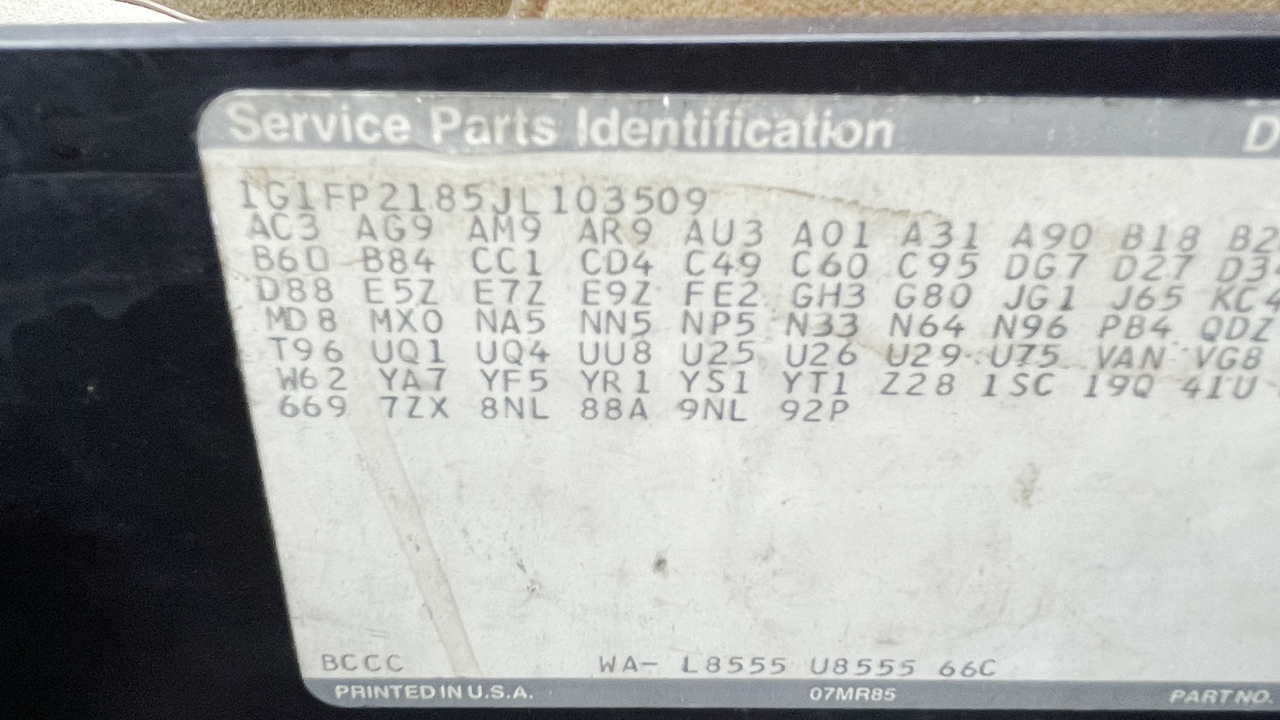 Service Parts Identification D
1G1FP2185JL103509
AC3 AG9 AM9 AR9 AU3 A01 A31 A90 B18 B2
B60 B84 CC1 CD4 C49 C60 C95 DG7 D27 D34
D88 E5Z E7Z E9Z FE2 GH3 G80 JG1 J65 KC4
MD8 MX0 NA5 NN5 NP5 N33 N64 N96 PB4 QDZ
T96 UQ1 UQ4 UU8 U25 U26 U29 U75 VAN VG8
W62 YA7 YF5 YR1 YS1 YT1 Z28 1SC 19Q 41U
669 7ZX 8NL 88A 9NL 92P
BCCC WA- L8555 U8555 66C
PRINTED IN U.S.A. 07MR85 PART NO.